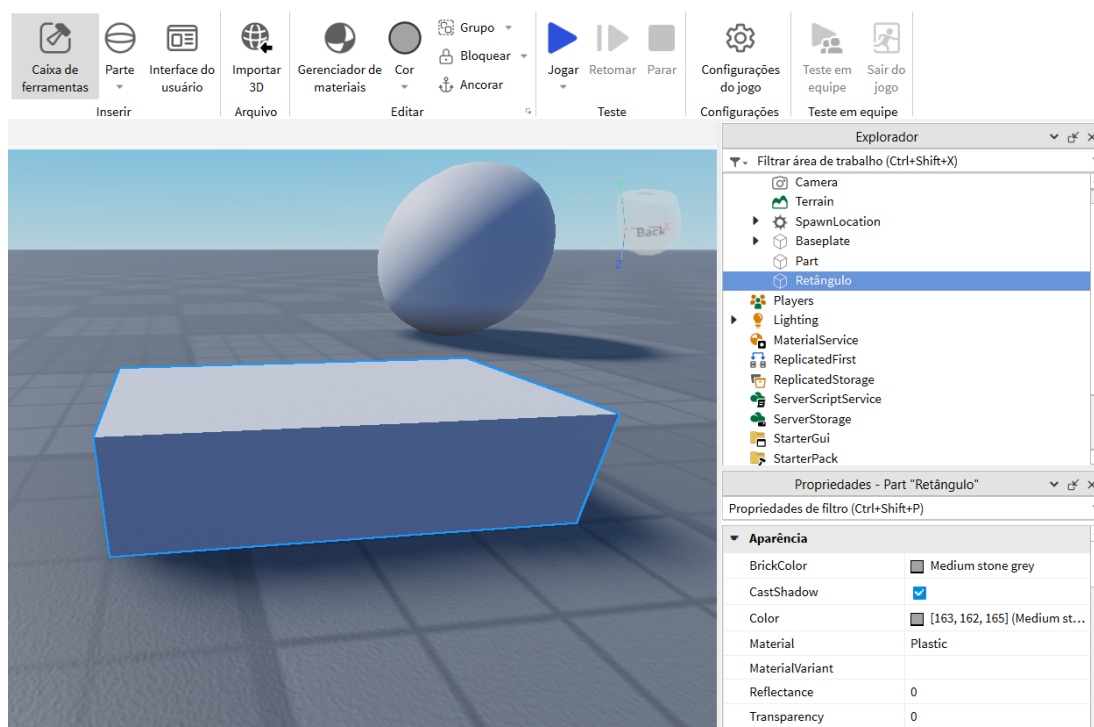 Caixa de ferramentas
Parte
Interface do usuário
Importar 3D
Gerenciador de materiais
Cor
Grupo
Bloquear
Ancorar
Jogar
Retomar
Parar
Configurações do jogo
Teste em equipe
Sair do jogo
Inserir
Arquivo
Editar
Teste
Configurações
Teste em equipe
Explorador
Filtrar área de trabalho (Ctrl+Shift+X)
Camera
Terrain
SpawnLocation
Baseplate
Part
Retângulo
Players
Lighting
MaterialService
ReplicatedFirst
ReplicatedStorage
ServerScriptService
ServerStorage
StarterGui
StarterPack
Y
Back
X
Z
Propriedades - Part "Retângulo"
Propriedades de filtro (Ctrl+Shift+P)
Aparência
BrickColor Medium stone grey
CastShadow
Color [163, 162, 165] (Medium st...
Material Plastic
MaterialVariant
Reflectance 0
Transparency 0